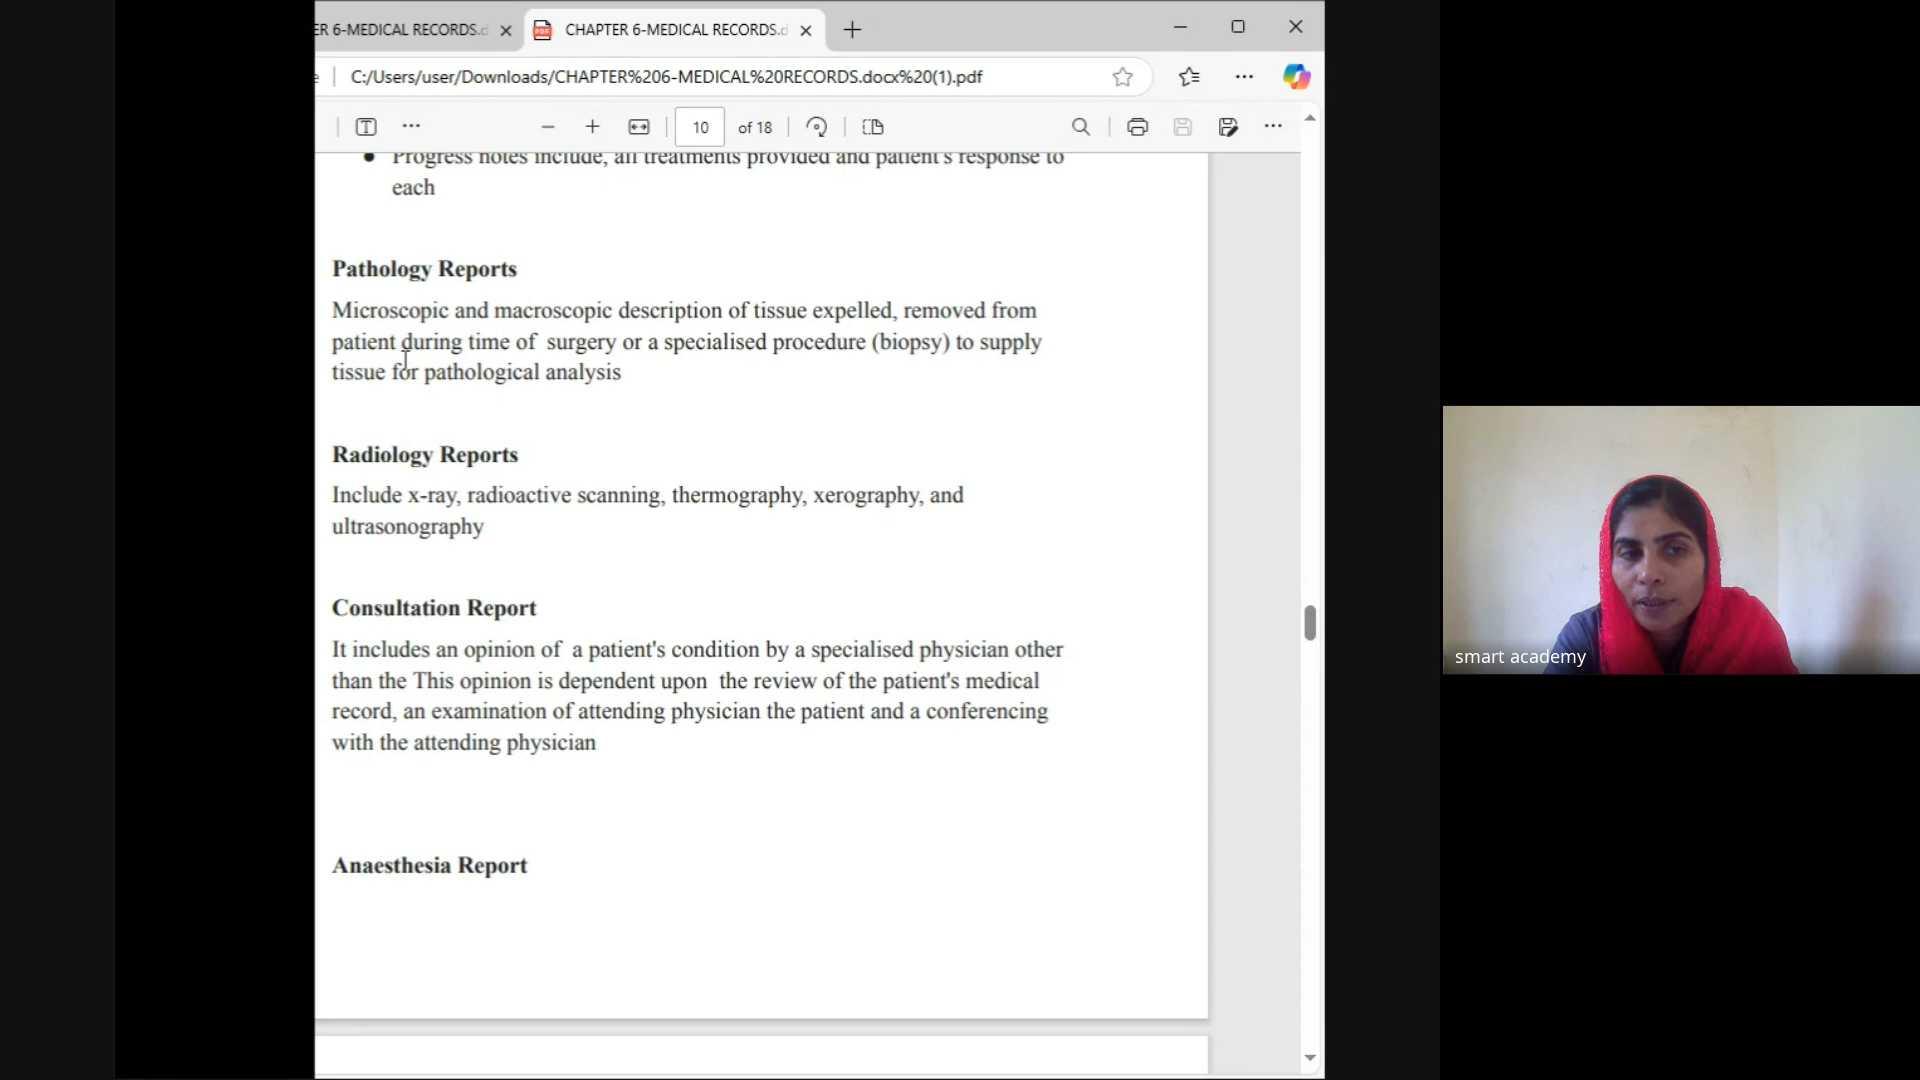 ER 6-MEDICAL RECORDS.d
CHAPTER 6-MEDICAL RECORDS.d
C:/Users/user/Downloads/CHAPTER%206-MEDICAL%20RECORDS.docx%20(1).pdf
10 of 18
Progress notes include, all treatments provided and patient's response to
each
Pathology Reports
Microscopic and macroscopic description of tissue expelled, removed from
patient during time of surgery or a specialised procedure (biopsy) to supply
tissue for pathological analysis
Radiology Reports
Include x-ray, radioactive scanning, thermography, xerography, and
ultrasonography
Consultation Report
It includes an opinion of a patient's condition by a specialised physician other
than the This opinion is dependent upon the review of the patient's medical
record, an examination of attending physician the patient and a conferencing
with the attending physician
Anaesthesia Report
smart academy